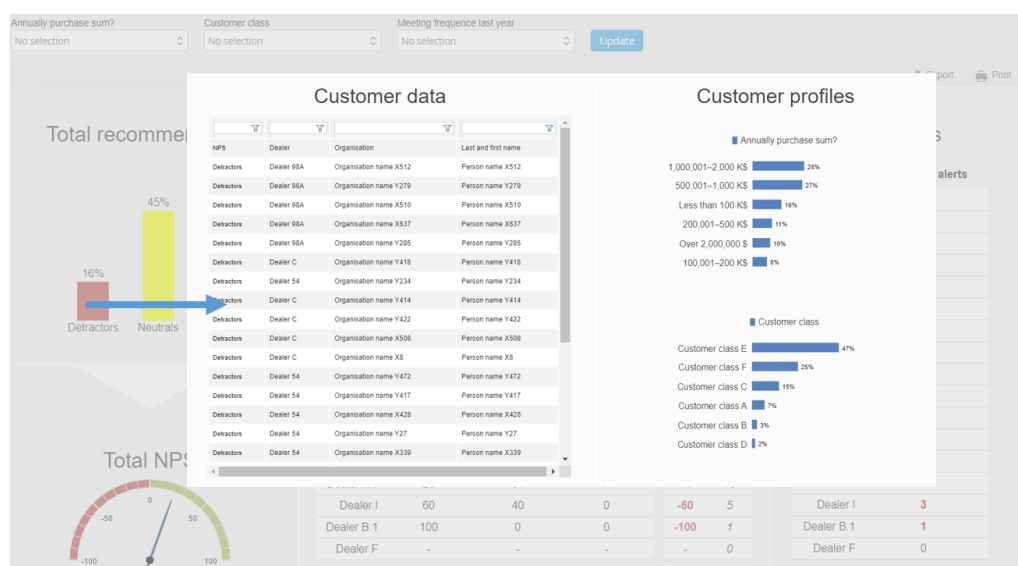 Annually purchase sum?
Customer class
Meeting frequence last year
No selection
No selection
No selection
Update
Export
Print
Total recomme
45%
16%
Detractors
Neutrals
Total NPS
0
-50
50
-100
100
Customer data
NPS Dealer Organisation Last and first name
Detractors Dealer 98A Organisation name X512 Person name X512
Detractors Dealer 98A Organisation name Y279 Person name Y279
Detractors Dealer 98A Organisation name X510 Person name X510
Detractors Dealer 98A Organisation name X637 Person name X637
Detractors Dealer 98A Organisation name Y285 Person name Y285
Detractors Dealer C Organisation name Y418 Person name Y418
Detractors Dealer 54 Organisation name Y234 Person name Y234
Detractors Dealer C Organisation name Y414 Person name Y414
Detractors Dealer C Organisation name Y422 Person name Y422
Detractors Dealer C Organisation name X508 Person name X508
Detractors Dealer C Organisation name X8 Person name X8
Detractors Dealer 54 Organisation name Y472 Person name Y472
Detractors Dealer 54 Organisation name Y417 Person name Y417
Detractors Dealer 54 Organisation name X428 Person name X428
Detractors Dealer 54 Organisation name Y27 Person name Y27
Detractors Dealer 54 Organisation name X339 Person name X339
Customer profiles
Annually purchase sum?
1,000,001–2,000 K$ 28%
500,001–1,000 K$ 27%
Less than 100 K$ 16%
200,001–500 K$ 11%
Over 2,000,000 $ 10%
100,001–200 K$ 8%
Customer class
Customer class E 47%
Customer class F 25%
Customer class C 15%
Customer class A 7%
Customer class B 3%
Customer class D 2%
alerts
Dealer I 60 40 0 -60 5
Dealer B.1 100 0 0 -100 1
Dealer F - - - - 0
Dealer I 3
Dealer B.1 1
Dealer F 0